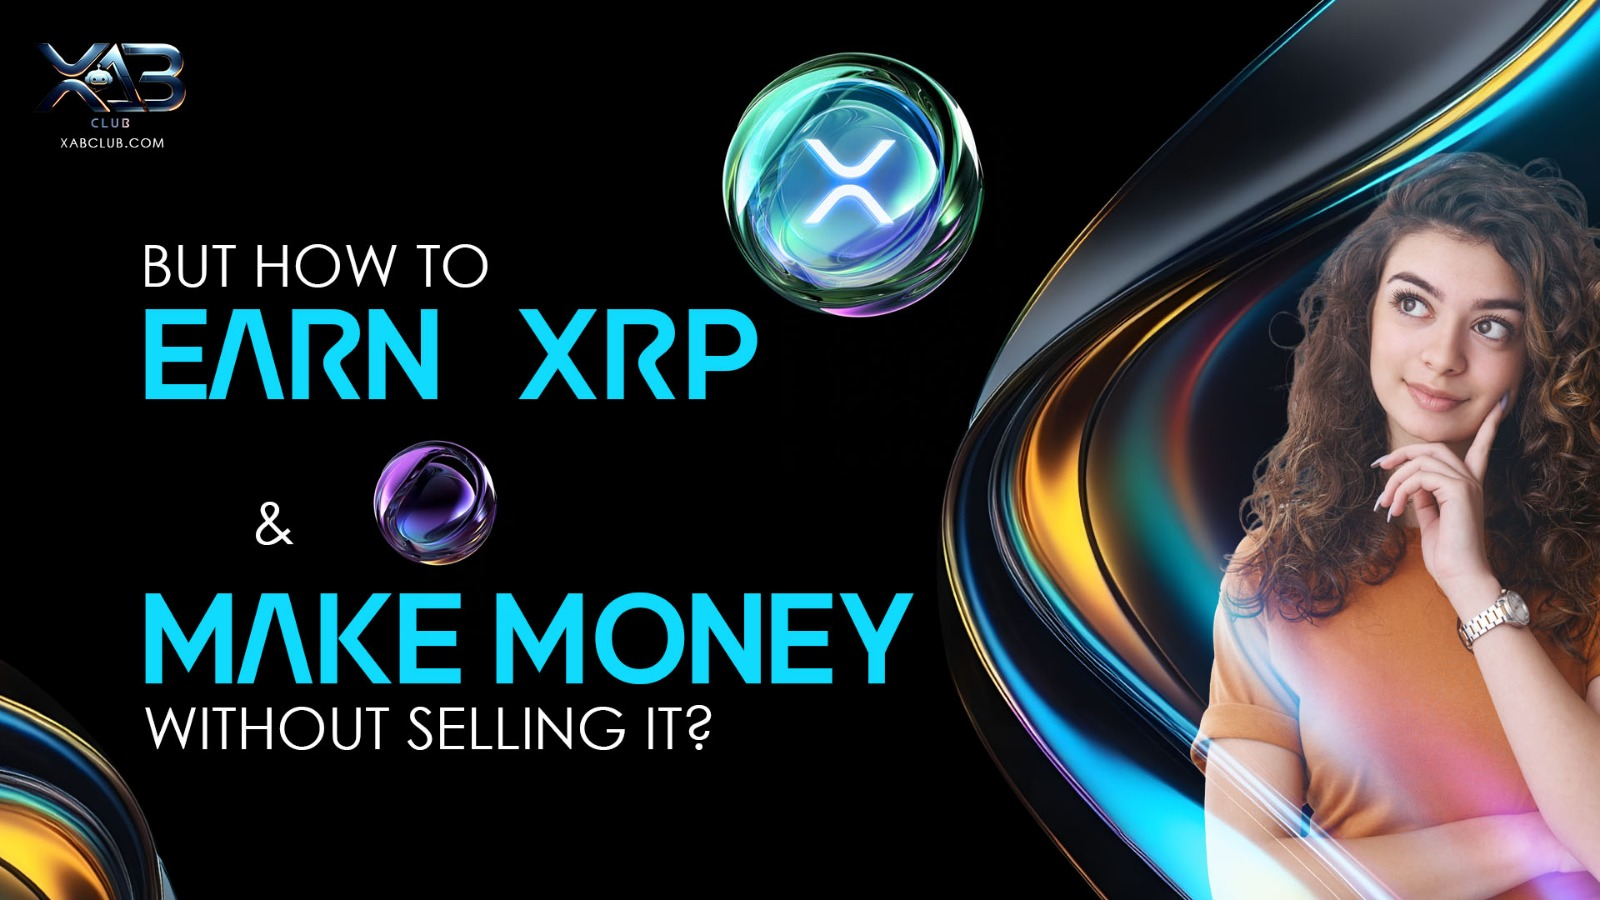 XAB
CLUB
XABCLUB.COM
BUT HOW TO
EARN XRP
&
MAKE MONEY
WITHOUT SELLING IT?